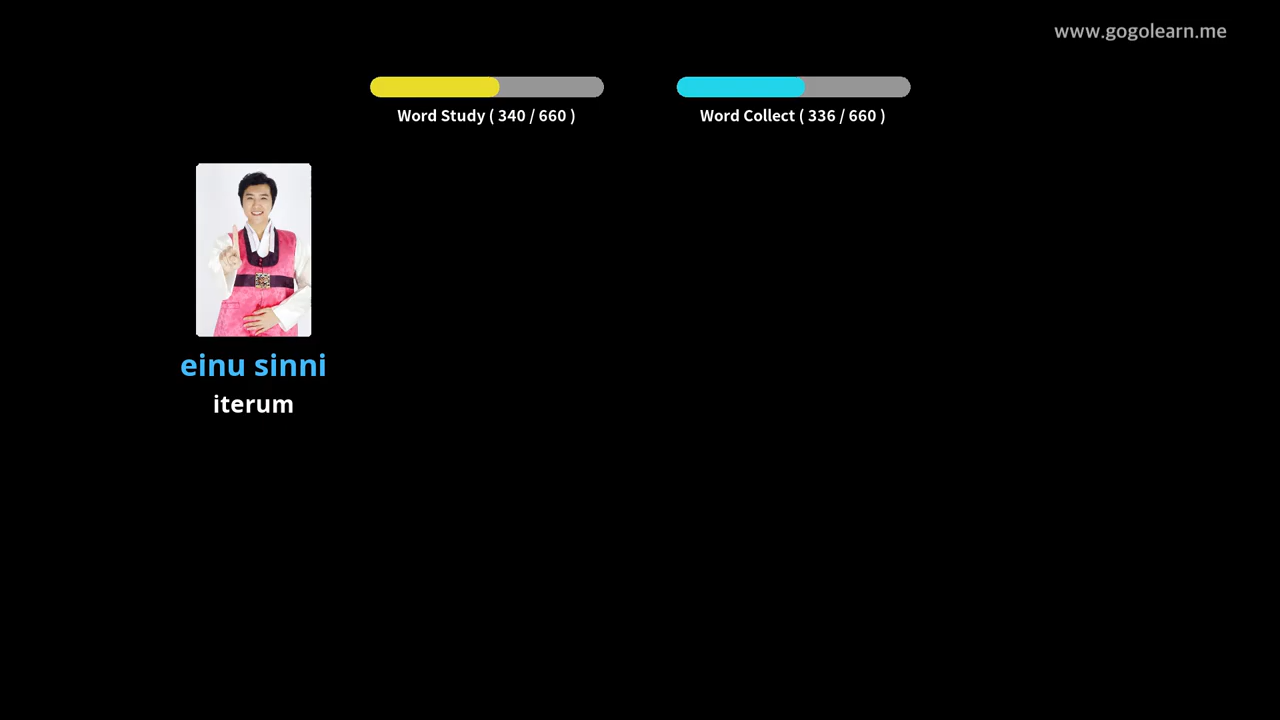 www.gogolearn.me
Word Study ( 340 / 660 )
Word Collect ( 336 / 660 )
einu sinni
iterum